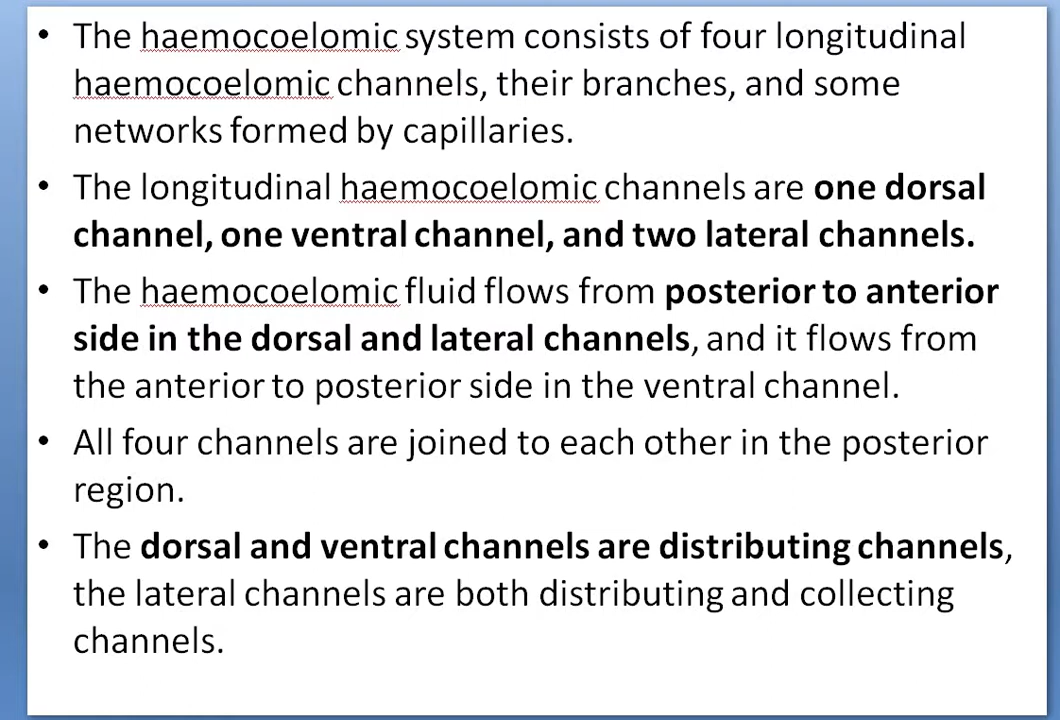 • The haemocoelomic system consists of four longitudinal
haemocoelomic channels, their branches, and some
networks formed by capillaries.
• The longitudinal haemocoelomic channels are one dorsal
channel, one ventral channel, and two lateral channels.
• The haemocoelomic fluid flows from posterior to anterior
side in the dorsal and lateral channels, and it flows from
the anterior to posterior side in the ventral channel.
• All four channels are joined to each other in the posterior
region.
• The dorsal and ventral channels are distributing channels,
the lateral channels are both distributing and collecting
channels.